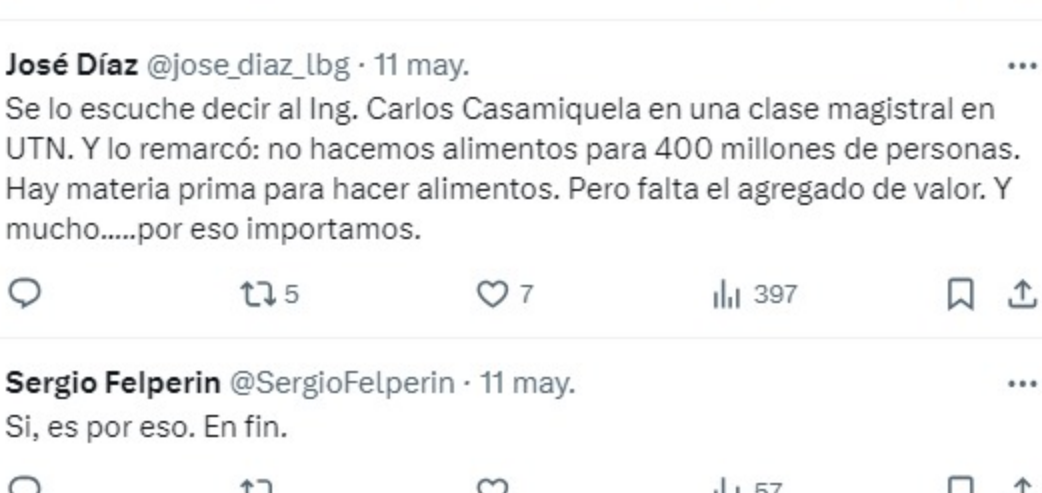 José Díaz @jose_diaz_lbg · 11 may.
Se lo escuche decir al Ing. Carlos Casamiquela en una clase magistral en
UTN. Y lo remarcó: no hacemos alimentos para 400 millones de personas.
Hay materia prima para hacer alimentos. Pero falta el agregado de valor. Y
mucho.....por eso importamos.
5 7 397
Sergio Felperin @SergioFelperin · 11 may.
Si, es por eso. En fin.
57